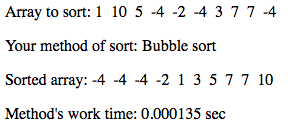 Array to sort: 1 10 5 -4 -2 -4 3 7 7 -4
Your method of sort: Bubble sort
Sorted array: -4 -4 -4 -2 1 3 5 7 7 10
Method's work time: 0.000135 sec